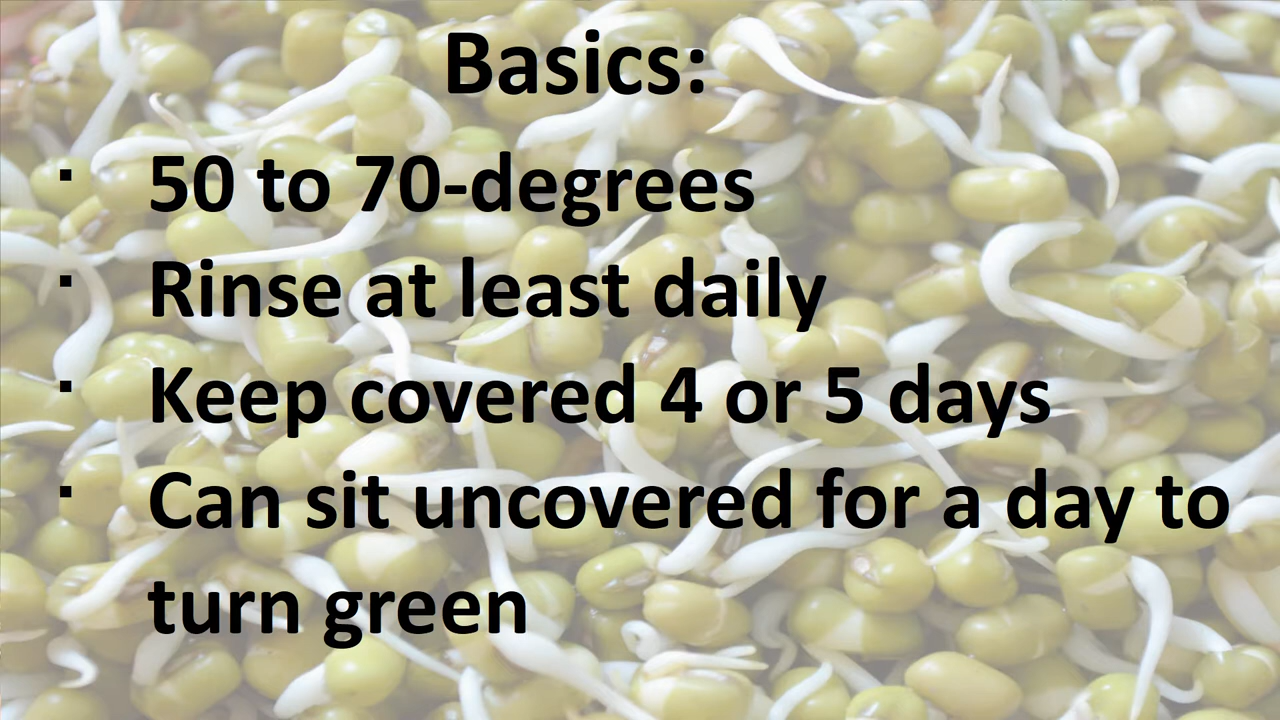 Basics:
▪ 50 to 70-degrees
▪ Rinse at least daily
▪ Keep covered 4 or 5 days
▪ Can sit uncovered for a day to
turn green